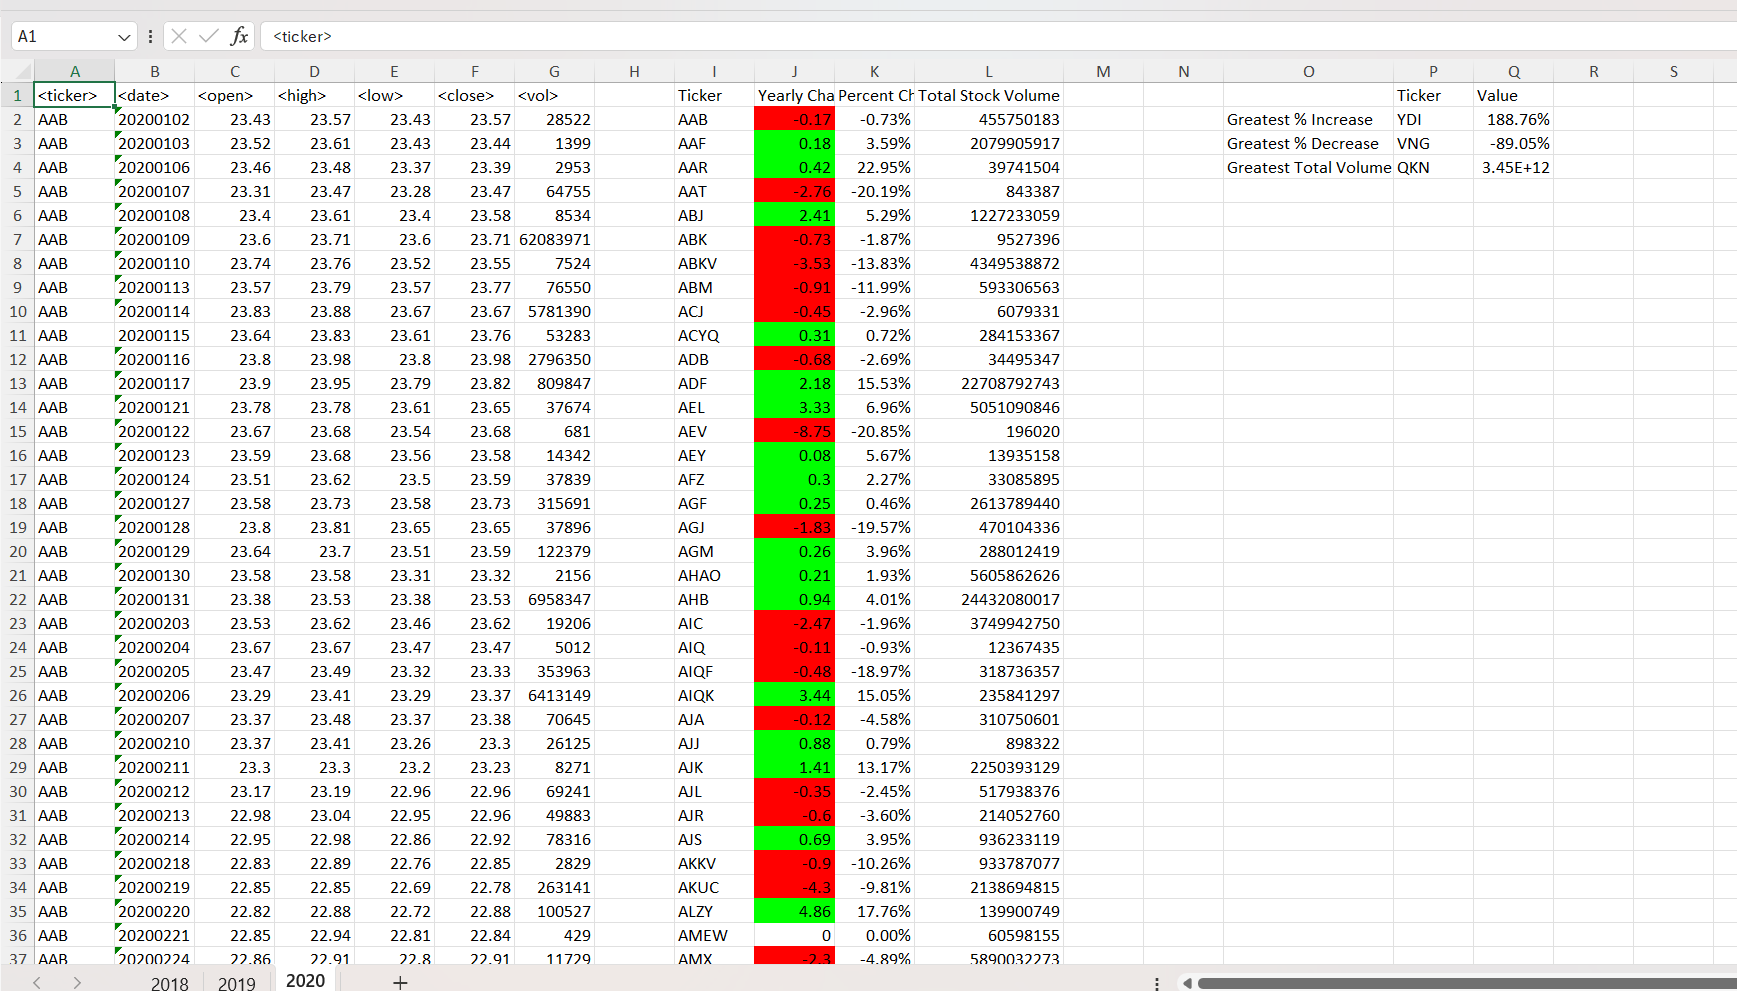 A1 fx <ticker>
A B C D E F G H I J K L M N O P Q R S
1 <ticker> <date> <open> <high> <low> <close> <vol> Ticker Yearly Cha Percent Ch Total Stock Volume Ticker Value
2 AAB 20200102 23.43 23.57 23.43 23.57 28522 AAB -0.17 -0.73% 455750183 Greatest % Increase YDI 188.76%
3 AAB 20200103 23.52 23.61 23.43 23.44 1399 AAF 0.18 3.59% 2079905917 Greatest % Decrease VNG -89.05%
4 AAB 20200106 23.46 23.48 23.37 23.39 2953 AAR 0.42 22.95% 39741504 Greatest Total Volume QKN 3.45E+12
5 AAB 20200107 23.31 23.47 23.28 23.47 64755 AAT -2.76 -20.19% 843387
6 AAB 20200108 23.4 23.61 23.4 23.58 8534 ABJ 2.41 5.29% 1227233059
7 AAB 20200109 23.6 23.71 23.6 23.71 62083971 ABK -0.73 -1.87% 9527396
8 AAB 20200110 23.74 23.76 23.52 23.55 7524 ABKV -3.53 -13.83% 4349538872
9 AAB 20200113 23.57 23.79 23.57 23.77 76550 ABM -0.91 -11.99% 593306563
10 AAB 20200114 23.83 23.88 23.67 23.67 5781390 ACJ -0.45 -2.96% 6079331
11 AAB 20200115 23.64 23.83 23.61 23.76 53283 ACYQ 0.31 0.72% 284153367
12 AAB 20200116 23.8 23.98 23.8 23.98 2796350 ADB -0.68 -2.69% 34495347
13 AAB 20200117 23.9 23.95 23.79 23.82 809847 ADF 2.18 15.53% 22708792743
14 AAB 20200121 23.78 23.78 23.61 23.65 37674 AEL 3.33 6.96% 5051090846
15 AAB 20200122 23.67 23.68 23.54 23.68 681 AEV -8.75 -20.85% 196020
16 AAB 20200123 23.59 23.68 23.56 23.58 14342 AEY 0.08 5.67% 13935158
17 AAB 20200124 23.51 23.62 23.5 23.59 37839 AFZ 0.3 2.27% 33085895
18 AAB 20200127 23.58 23.73 23.58 23.73 315691 AGF 0.25 0.46% 2613789440
19 AAB 20200128 23.8 23.81 23.65 23.65 37896 AGJ -1.83 -19.57% 470104336
20 AAB 20200129 23.64 23.7 23.51 23.59 122379 AGM 0.26 3.96% 288012419
21 AAB 20200130 23.58 23.58 23.31 23.32 2156 AHAO 0.21 1.93% 5605862626
22 AAB 20200131 23.38 23.53 23.38 23.53 6958347 AHB 0.94 4.01% 24432080017
23 AAB 20200203 23.53 23.62 23.46 23.62 19206 AIC -2.47 -1.96% 3749942750
24 AAB 20200204 23.67 23.67 23.47 23.47 5012 AIQ -0.11 -0.93% 12367435
25 AAB 20200205 23.47 23.49 23.32 23.33 353963 AIQF -0.48 -18.97% 318736357
26 AAB 20200206 23.29 23.41 23.29 23.37 6413149 AIQK 3.44 15.05% 235841297
27 AAB 20200207 23.37 23.48 23.37 23.38 70645 AJA -0.12 -4.58% 310750601
28 AAB 20200210 23.37 23.41 23.26 23.3 26125 AJJ 0.88 0.79% 898322
29 AAB 20200211 23.3 23.3 23.2 23.23 8271 AJK 1.41 13.17% 2250393129
30 AAB 20200212 23.17 23.19 22.96 22.96 69241 AJL -0.35 -2.45% 517938376
31 AAB 20200213 22.98 23.04 22.95 22.96 49883 AJR -0.6 -3.60% 214052760
32 AAB 20200214 22.95 22.98 22.86 22.92 78316 AJS 0.69 3.95% 936233119
33 AAB 20200218 22.83 22.89 22.76 22.85 2829 AKKV -0.9 -10.26% 933787077
34 AAB 20200219 22.85 22.85 22.69 22.78 263141 AKUC -4.3 -9.81% 2138694815
35 AAB 20200220 22.82 22.88 22.72 22.88 100527 ALZY 4.86 17.76% 139900749
36 AAB 20200221 22.85 22.94 22.81 22.84 429 AMEW 0 0.00% 60598155
37 AAB 20200224 22.86 22.91 22.8 22.91 11729 AMX -2.3 -4.89% 5890032273
2018 2019 2020